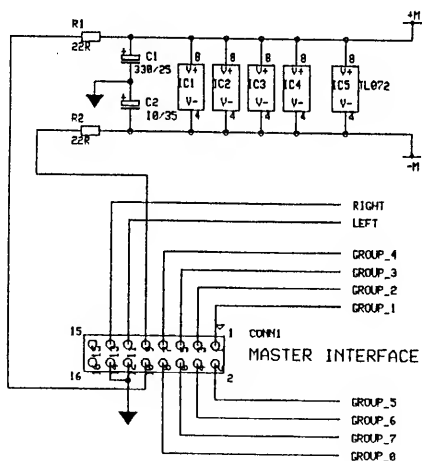 R1
22R
+M
C1
330/25
C2
10/35
8
V+
IC1
V-
4
8
V+
IC2
V-
4
8
V+
IC3
V-
4
8
V+
IC4
V-
4
8
V+
IC5
V-
4
TL072
R2
22R
-M
RIGHT
LEFT
GROUP_4
GROUP_3
GROUP_2
GROUP_1
15
1
CONN1
MASTER INTERFACE
16
2
GROUP_5
GROUP_6
GROUP_7
GROUP_8